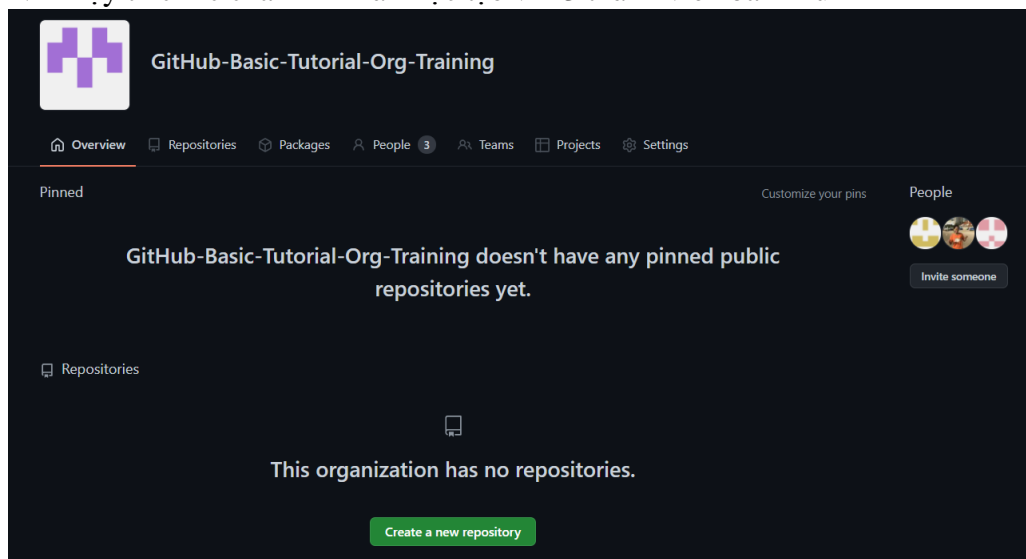 GitHub-Basic-Tutorial-Org-Training
Overview Repositories Packages People 3 Teams Projects Settings
Pinned Customize your pins People
GitHub-Basic-Tutorial-Org-Training doesn't have any pinned public
repositories yet.
Invite someone
Repositories
This organization has no repositories.
Create a new repository